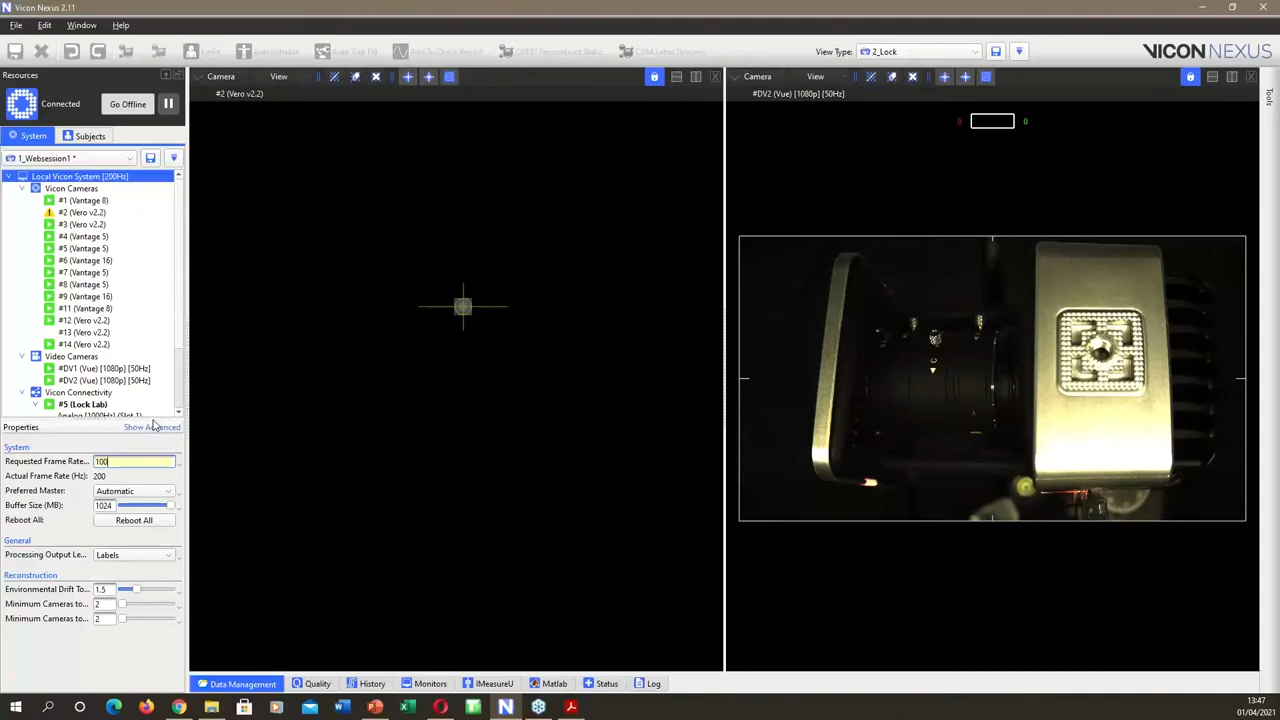 Vicon Nexus 2.11
File Edit Window Help
View Type: 2_Lock
VICON NEXUS
Resources
Connected
Go Offline
System Subjects
1_Websession1 *
Local Vicon System [200Hz]
Vicon Cameras
#1 (Vantage 8)
#2 (Vero v2.2)
#3 (Vero v2.2)
#4 (Vantage 5)
#5 (Vantage 5)
#6 (Vantage 16)
#7 (Vantage 5)
#8 (Vantage 5)
#9 (Vantage 16)
#11 (Vantage 8)
#12 (Vero v2.2)
#13 (Vero v2.2)
#14 (Vero v2.2)
Video Cameras
#DV1 (Vue) [1080p] [50Hz]
#DV2 (Vue) [1080p] [50Hz]
Vicon Connectivity
#5 (Lock Lab)
Analog [1000Hz] (Slot 1)
Properties
Show Advanced
System
Requested Frame Rate... 100
Actual Frame Rate (Hz): 200
Preferred Master: Automatic
Buffer Size (MB): 1024
Reboot All: Reboot All
General
Processing Output Le... Labels
Reconstruction
Environmental Drift To... 1.5
Minimum Cameras to... 2
Minimum Cameras to... 2
Camera View
#2 (Vero v2.2)
Camera View
#DV2 (Vue) [1080p] [50Hz]
0 0
Tools
Data Management Quality History Monitors IMeasureU Matlab Status Log
13:47
01/04/2021